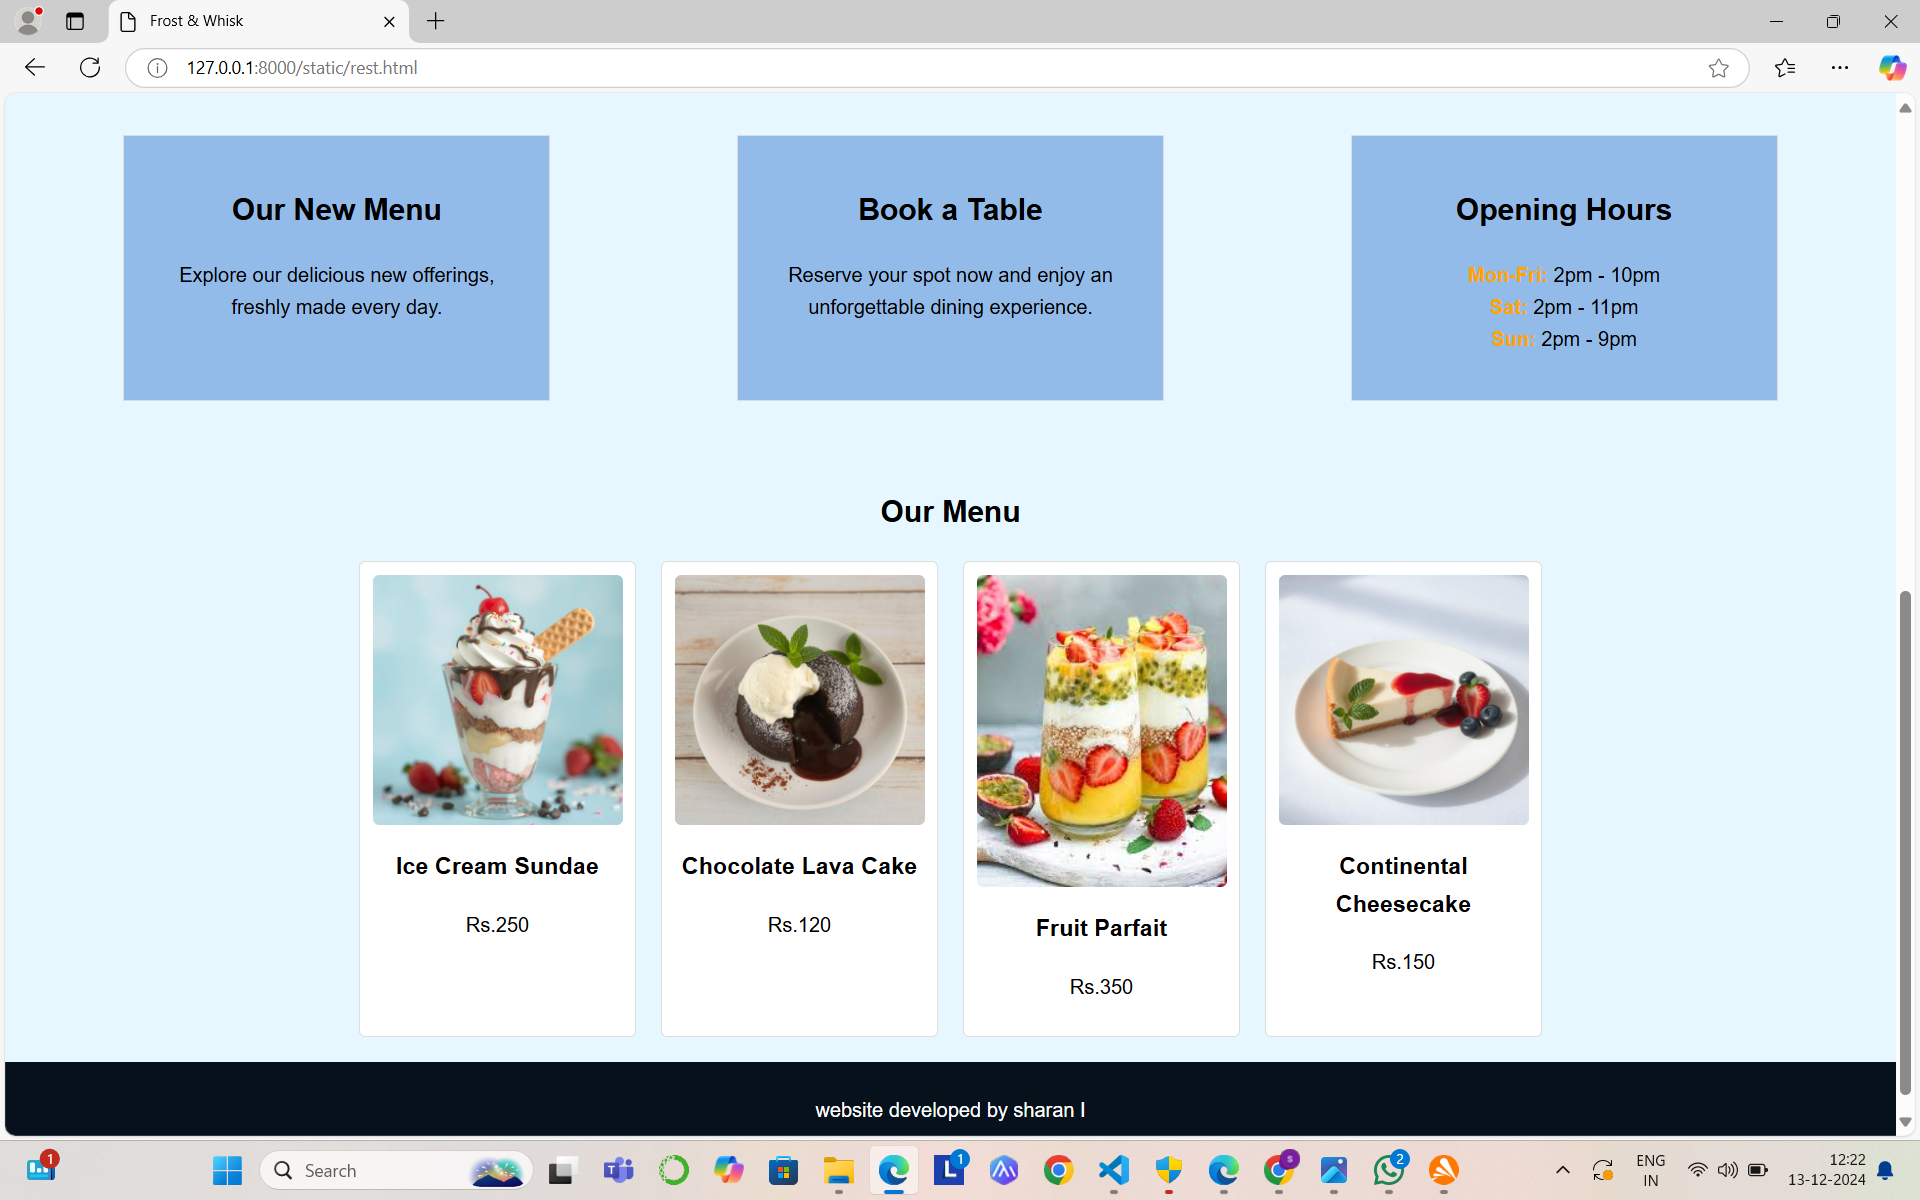 Frost & Whisk
127.0.0.1:8000/static/rest.html
Our New Menu
Explore our delicious new offerings,
freshly made every day.
Book a Table
Reserve your spot now and enjoy an
unforgettable dining experience.
Opening Hours
Mon-Fri: 2pm - 10pm
Sat: 2pm - 11pm
Sun: 2pm - 9pm
Our Menu
Ice Cream Sundae
Rs.250
Chocolate Lava Cake
Rs.120
Fruit Parfait
Rs.350
Continental
Cheesecake
Rs.150
website developed by sharan I
1
Search
T
L
1
S
2
ENG
IN
12:22
13-12-2024